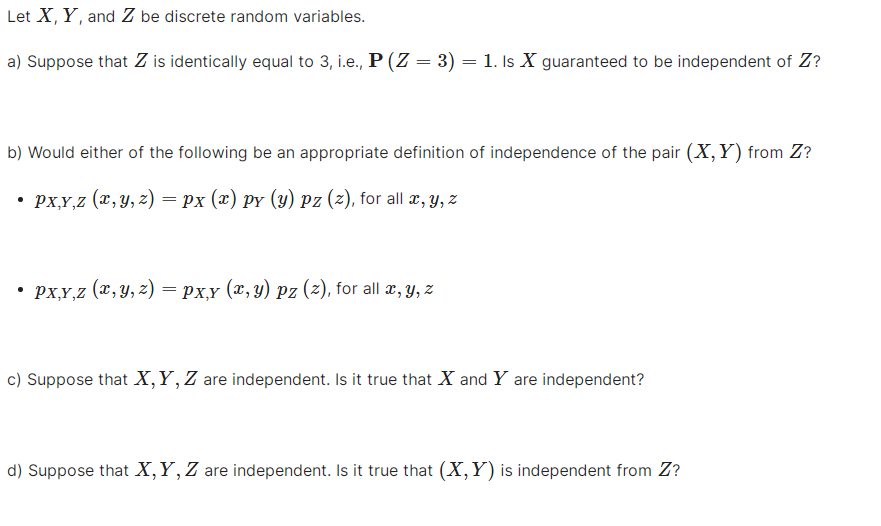 Let X, Y, and Z be discrete random variables.
a) Suppose that Z is identically equal to 3, i.e., P (Z = 3) = 1. Is X guaranteed to be independent of Z?
b) Would either of the following be an appropriate definition of independence of the pair (X, Y) from Z?
• p_{X,Y,Z} (x, y, z) = p_X (x) p_Y (y) p_Z (z), for all x, y, z
• p_{X,Y,Z} (x, y, z) = p_{X,Y} (x, y) p_Z (z), for all x, y, z
c) Suppose that X, Y, Z are independent. Is it true that X and Y are independent?
d) Suppose that X, Y, Z are independent. Is it true that (X, Y) is independent from Z?